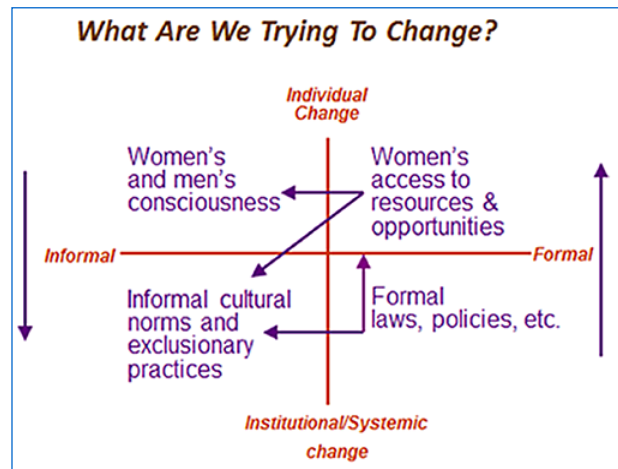 What Are We Trying To Change?
Individual
Change
Women's
and men's
consciousness
Women's
access to
resources &
opportunities
Informal
Formal
Informal cultural
norms and
exclusionary
practices
Formal
laws, policies, etc.
Institutional/Systemic
change